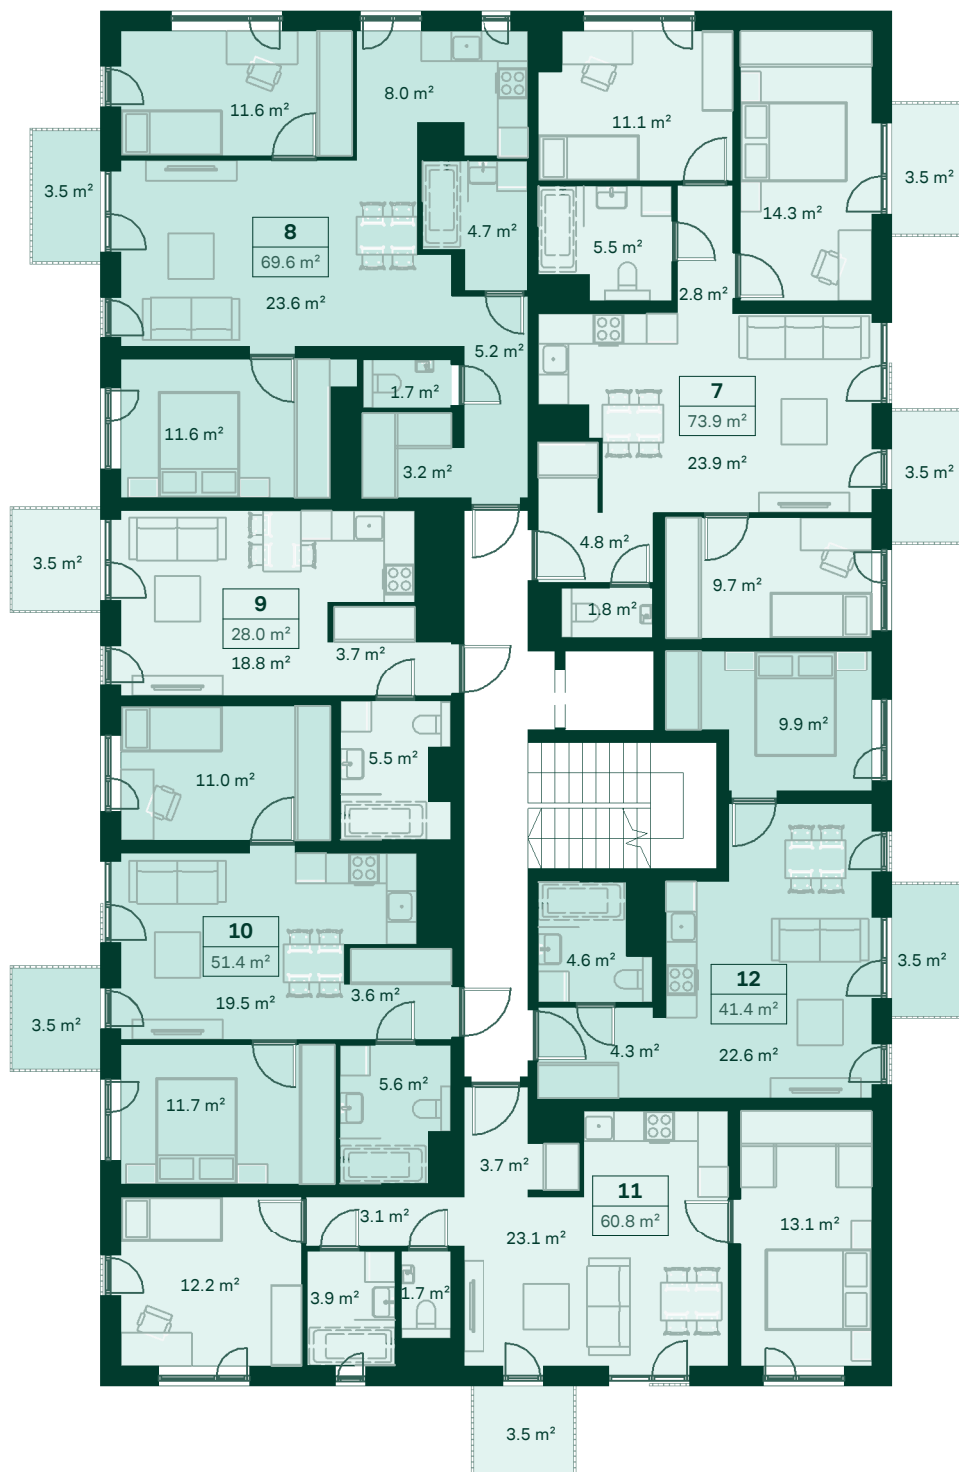 11.6 m²
8.0 m²
11.1 m²
3.5 m²
3.5 m²
14.3 m²
8
69.6 m²
4.7 m²
5.5 m²
23.6 m²
2.8 m²
5.2 m²
1.7 m²
7
73.9 m²
11.6 m²
3.2 m²
23.9 m²
3.5 m²
3.5 m²
4.8 m²
9.7 m²
9
28.0 m²
1.8 m²
18.8 m²
3.7 m²
9.9 m²
11.0 m²
5.5 m²
10
51.4 m²
4.6 m²
3.5 m²
12
41.4 m²
19.5 m²
3.6 m²
3.5 m²
4.3 m²
22.6 m²
11.7 m²
5.6 m²
3.7 m²
11
60.8 m²
3.1 m²
23.1 m²
13.1 m²
12.2 m²
3.9 m²
1.7 m²
3.5 m²